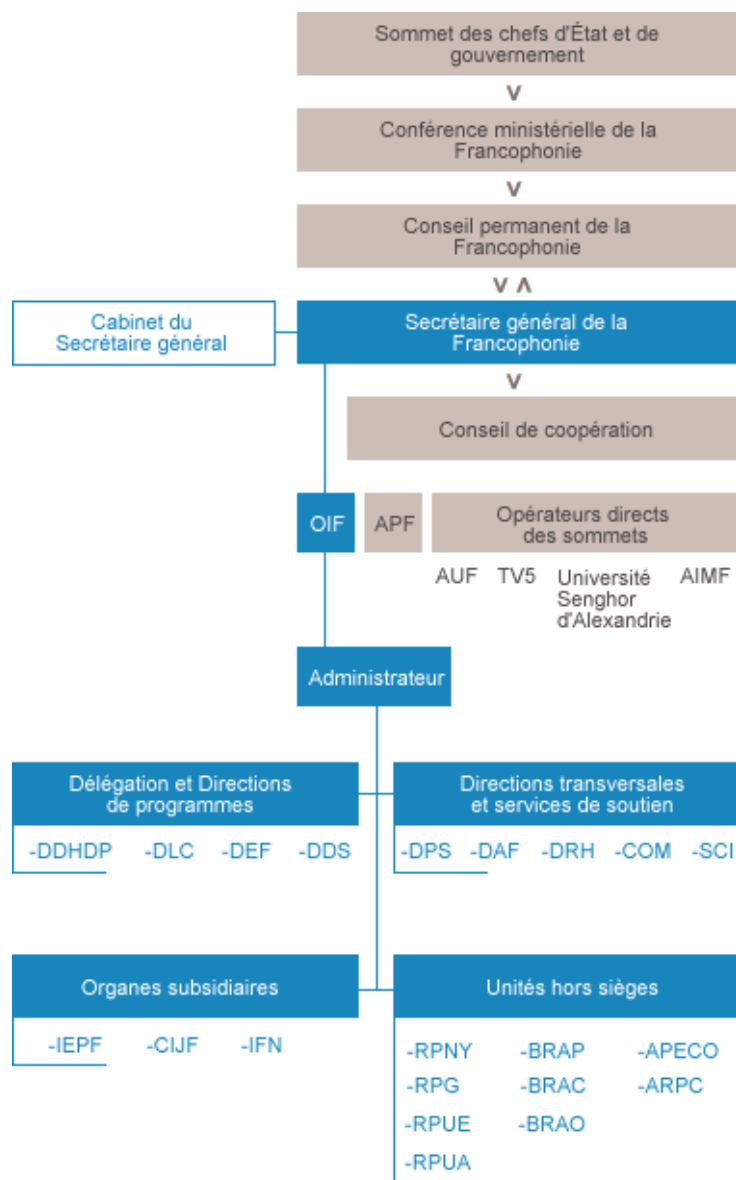 Sommet des chefs d'État et de
gouvernement
Conférence ministérielle de la
Francophonie
Conseil permanent de la
Francophonie
Cabinet du
Secrétaire général
Secrétaire général de la
Francophonie
Conseil de coopération
OIF
APF
Opérateurs directs
des sommets
AUF TV5 Université
Senghor
d'Alexandrie
AIMF
Administrateur
Délégation et Directions
de programmes
-DDHDP -DLC -DEF -DDS
Directions transversales
et services de soutien
-DPS -DAF -DRH -COM -SCI
Organes subsidiaires
-IEPF -CIJF -IFN
Unités hors sièges
-RPNY -BRAP -APECO
-RPG -BRAC -ARPC
-RPUE -BRAO
-RPUA